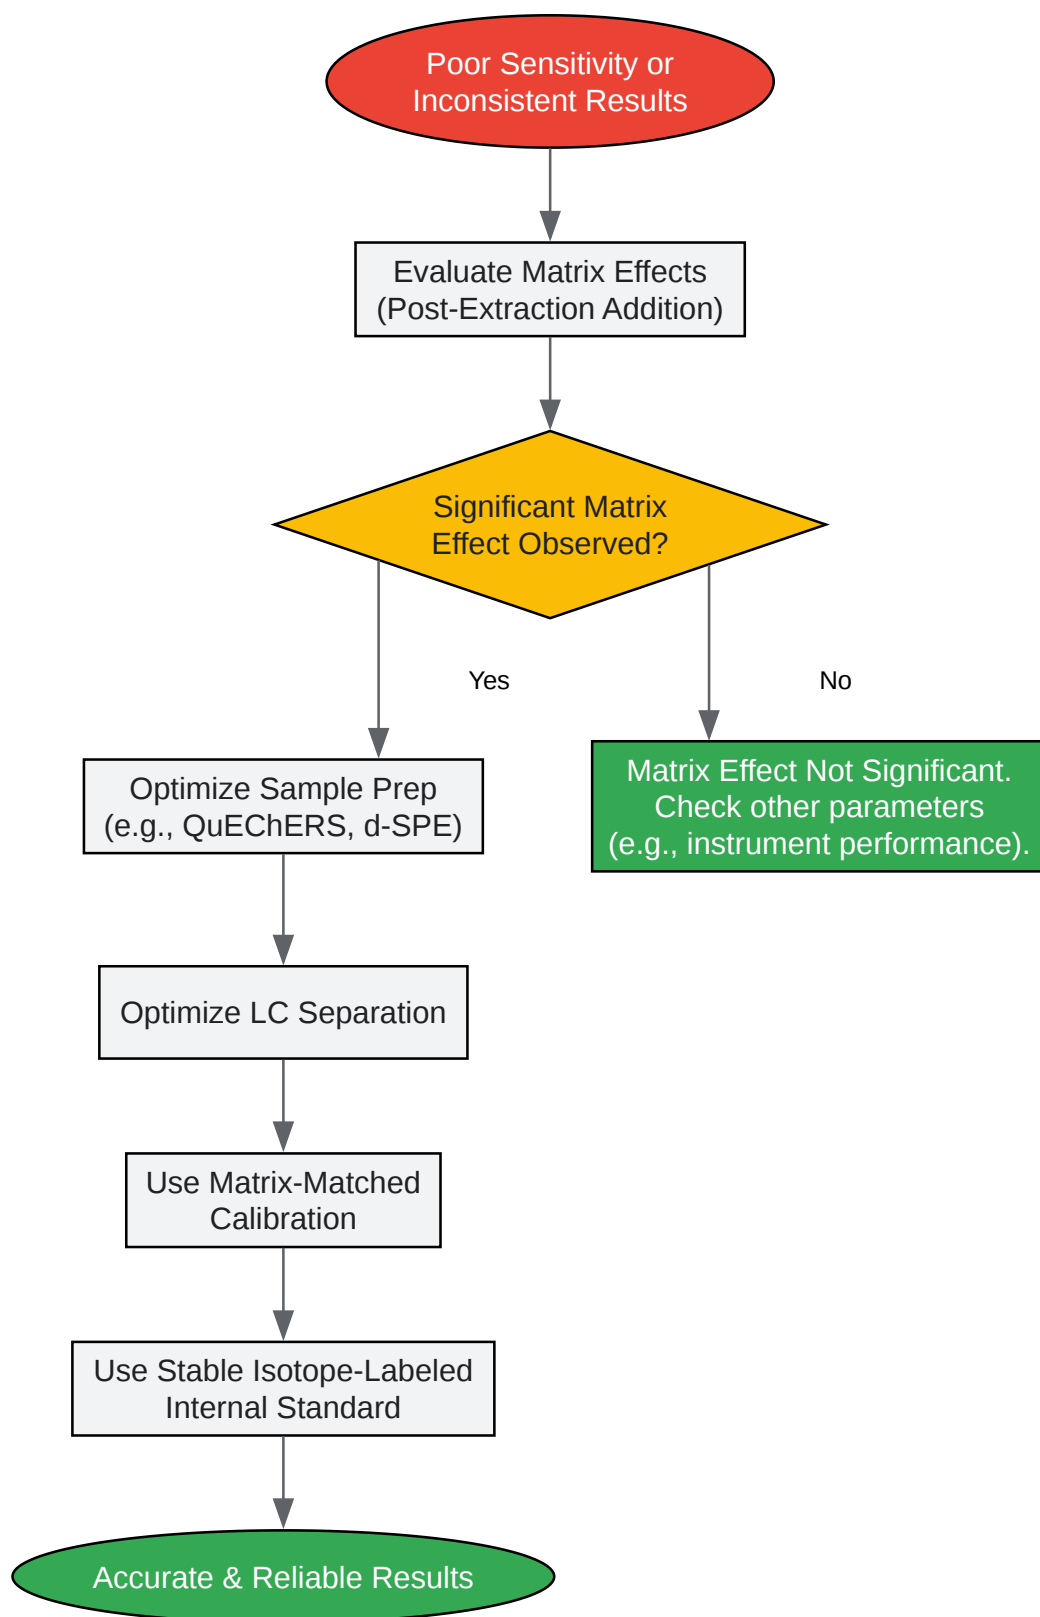 Poor Sensitivity or
Inconsistent Results
Evaluate Matrix Effects
(Post-Extraction Addition)
Significant Matrix
Effect Observed?
Yes
No
Optimize Sample Prep
(e.g., QuEChERS, d-SPE)
Matrix Effect Not Significant.
Check other parameters
(e.g., instrument performance).
Optimize LC Separation
Use Matrix-Matched
Calibration
Use Stable Isotope-Labeled
Internal Standard
Accurate & Reliable Results